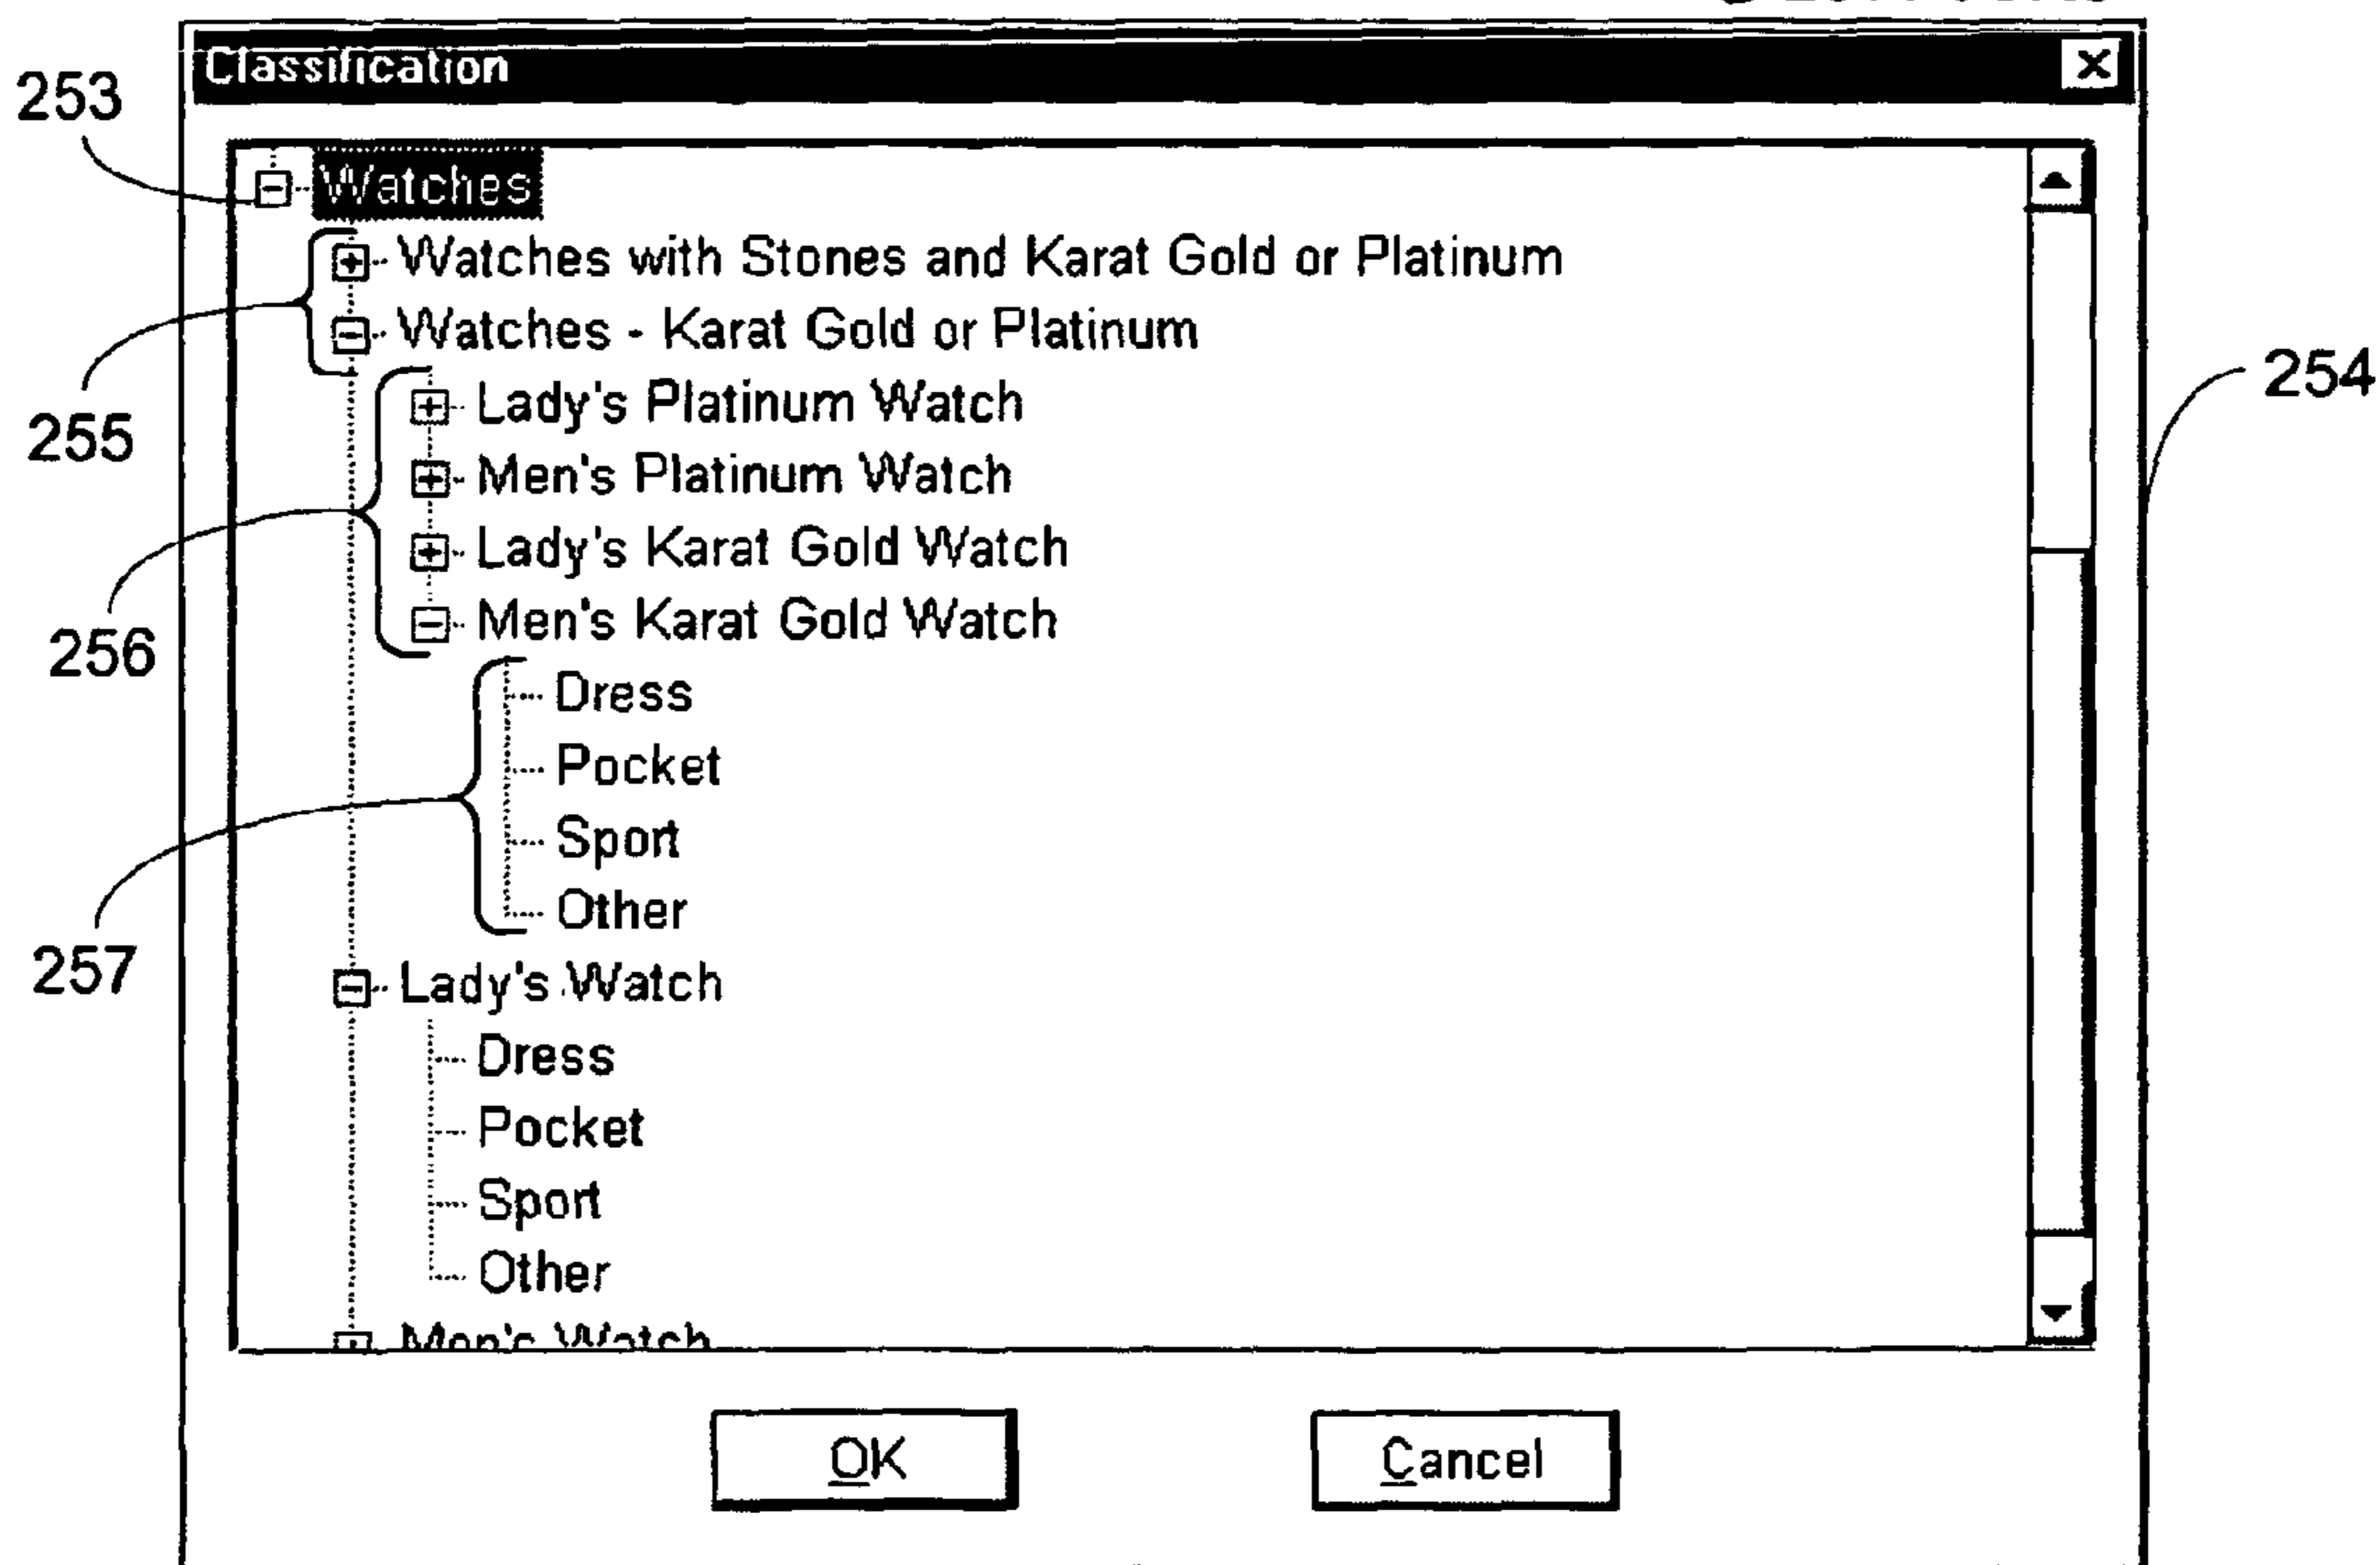 Classification
253
Watches
Watches with Stones and Karat Gold or Platinum
Watches - Karat Gold or Platinum
254
255
Lady's Platinum Watch
Men's Platinum Watch
Lady's Karat Gold Watch
Men's Karat Gold Watch
256
Dress
Pocket
Sport
Other
257
Lady's Watch
Dress
Pocket
Sport
Other
Men's Watch
OK
Cancel